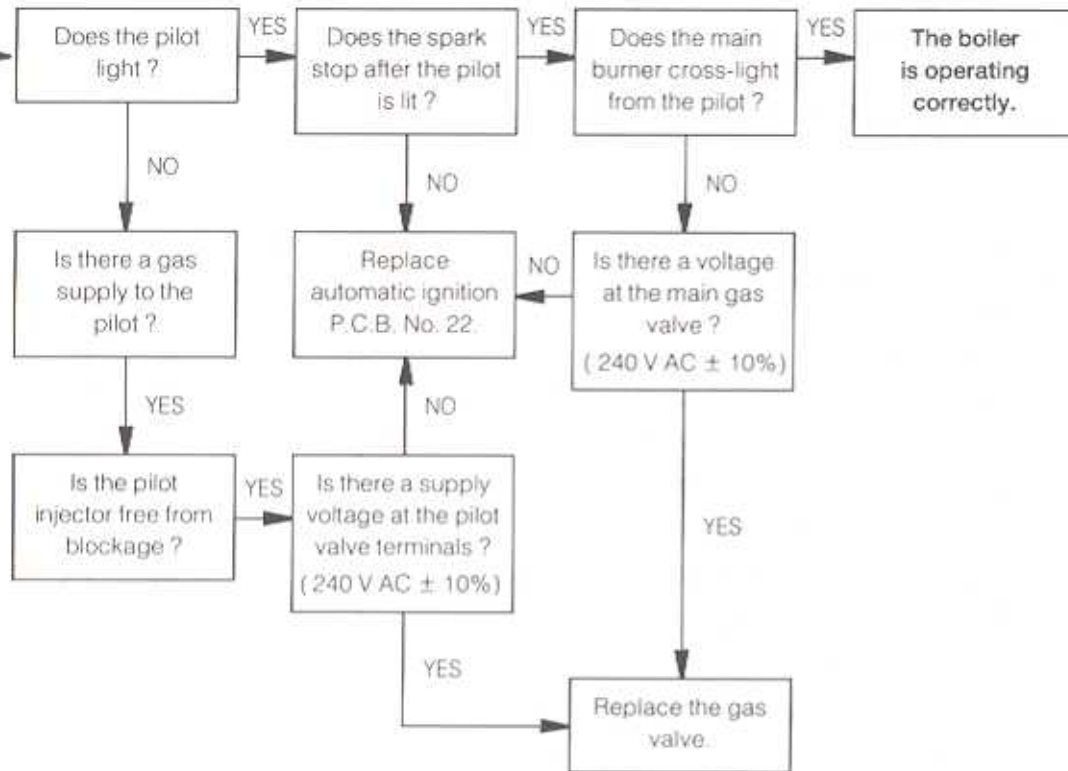 Does the pilot
light ?
YES
Does the spark
stop after the pilot
is lit ?
YES
Does the main
burner cross-light
from the pilot ?
YES
The boiler
is operating
correctly.
NO
NO
NO
Is there a gas
supply to the
pilot ?
Replace
automatic ignition
P.C.B. No. 22.
NO
Is there a voltage
at the main gas
valve ?
( 240 V AC ± 10%)
YES
NO
Is the pilot
injector free from
blockage ?
YES
Is there a supply
voltage at the pilot
valve terminals ?
( 240 V AC ± 10%)
YES
YES
Replace the gas
valve.